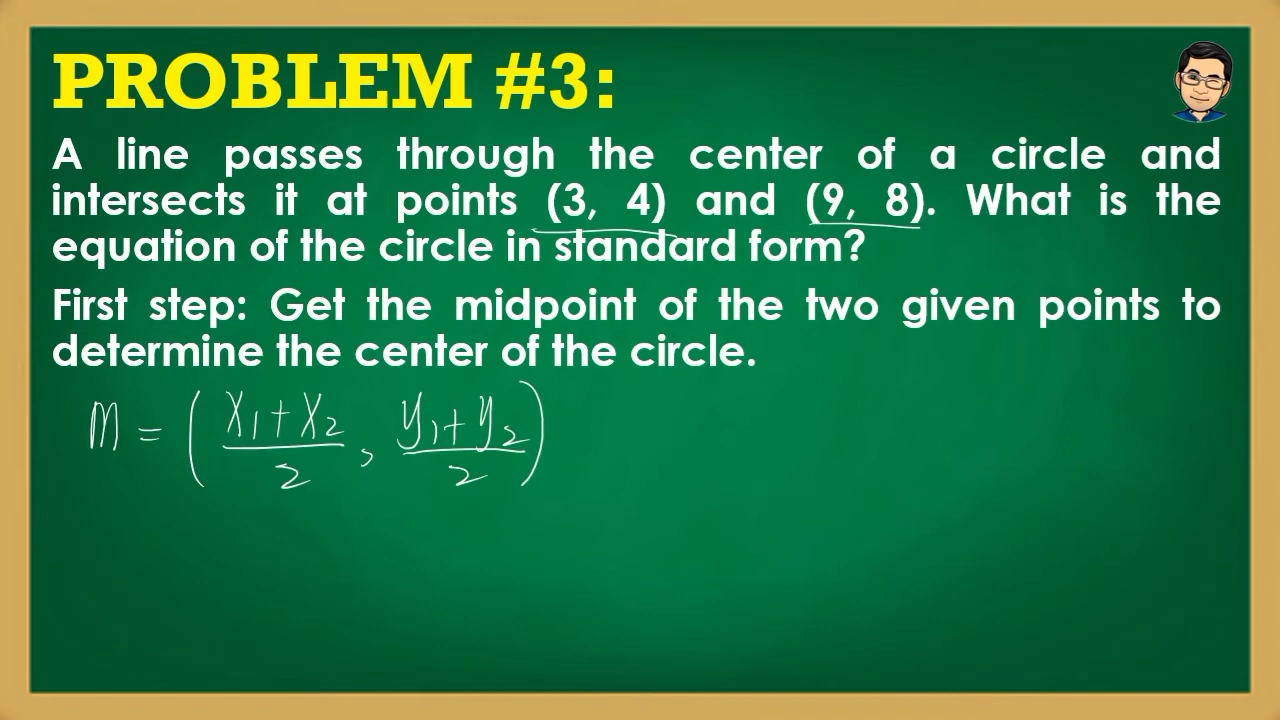 PROBLEM #3:
A line passes through the center of a circle and
intersects it at points (3, 4) and (9, 8). What is the
equation of the circle in standard form?
First step: Get the midpoint of the two given points to
determine the center of the circle.
M = ( (x₁ + x₂)/2 , (y₁ + y₂)/2 )